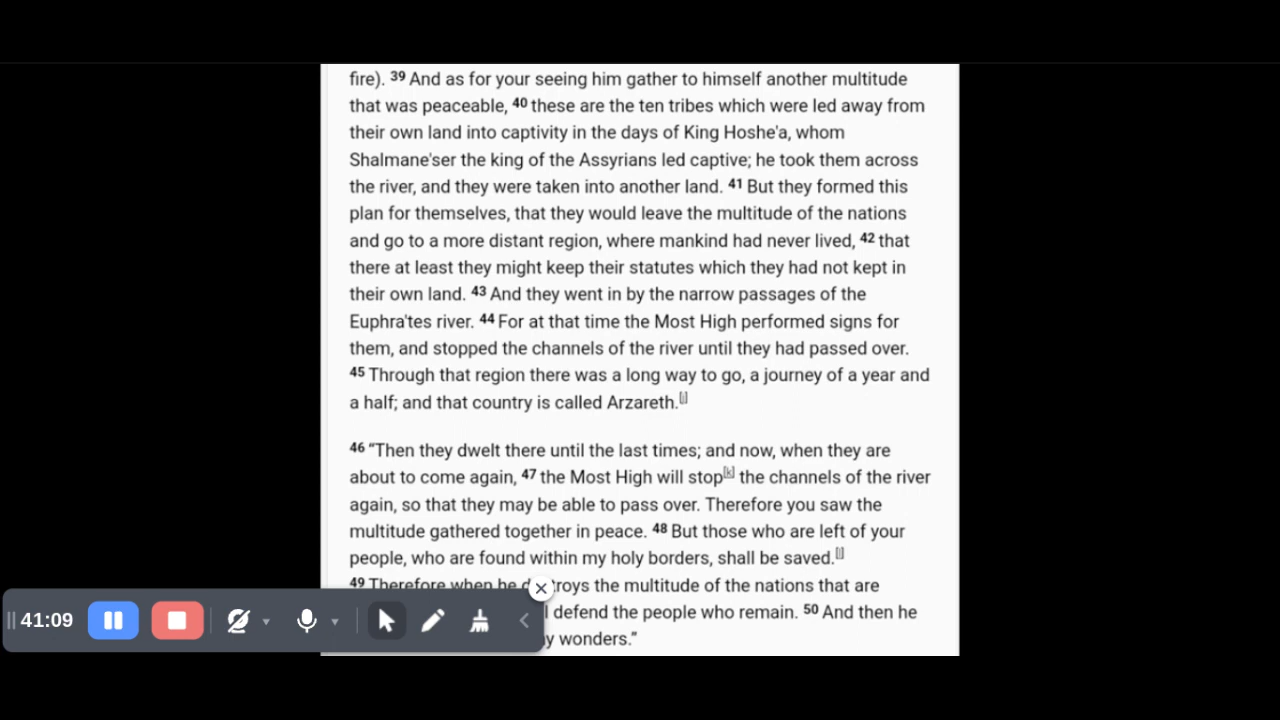 fire). 39 And as for your seeing him gather to himself another multitude
that was peaceable, 40 these are the ten tribes which were led away from
their own land into captivity in the days of King Hoshe'a, whom
Shalmane'ser the king of the Assyrians led captive; he took them across
the river, and they were taken into another land. 41 But they formed this
plan for themselves, that they would leave the multitude of the nations
and go to a more distant region, where mankind had never lived, 42 that
there at least they might keep their statutes which they had not kept in
their own land. 43 And they went in by the narrow passages of the
Euphra'tes river. 44 For at that time the Most High performed signs for
them, and stopped the channels of the river until they had passed over.
45 Through that region there was a long way to go, a journey of a year and
a half; and that country is called Arzareth.[j]
46 “Then they dwelt there until the last times; and now, when they are
about to come again, 47 the Most High will stop[k] the channels of the river
again, so that they may be able to pass over. Therefore you saw the
multitude gathered together in peace. 48 But those who are left of your
people, who are found within my holy borders, shall be saved.[l]
49 Therefore when he the multitude of the nations that are
defend the people who remain. 50 And then he
wonders.”
41:09